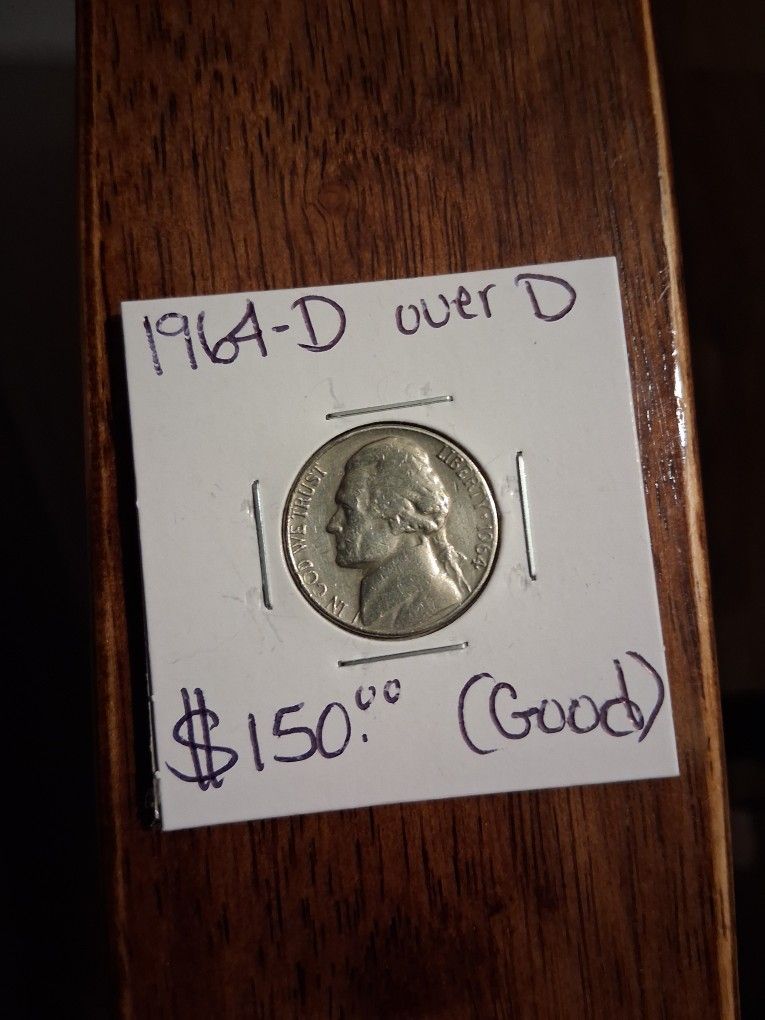 1964-D over D
IN GOD WE TRUST
LIBERTY · 1964
$150.00 (Good)